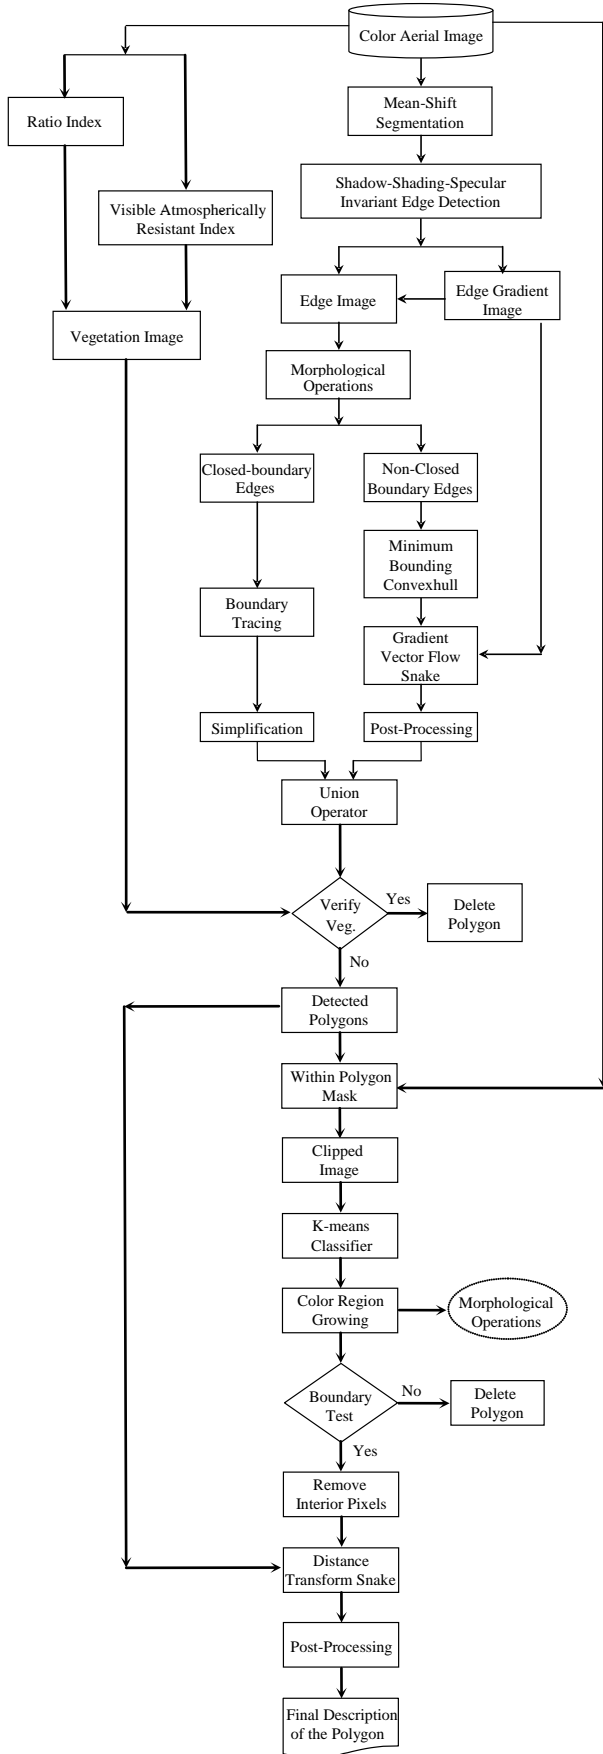 Color Aerial Image
Mean-Shift
Segmentation
Ratio Index
Shadow-Shading-Specular
Invariant Edge Detection
Visible Atmospherically
Resistant Index
Edge Image
Edge Gradient
Image
Vegetation Image
Morphological
Operations
Closed-boundary
Edges
Non-Closed
Boundary Edges
Minimum
Bounding
Convexhull
Boundary
Tracing
Gradient
Vector Flow
Snake
Simplification
Post-Processing
Union
Operator
Verify
Veg.
Yes
Delete
Polygon
No
Detected
Polygons
Within Polygon
Mask
Clipped
Image
K-means
Classifier
Color Region
Growing
Morphological
Operations
Boundary
Test
No
Delete
Polygon
Yes
Remove
Interior Pixels
Distance
Transform Snake
Post-Processing
Final Description
of the Polygon